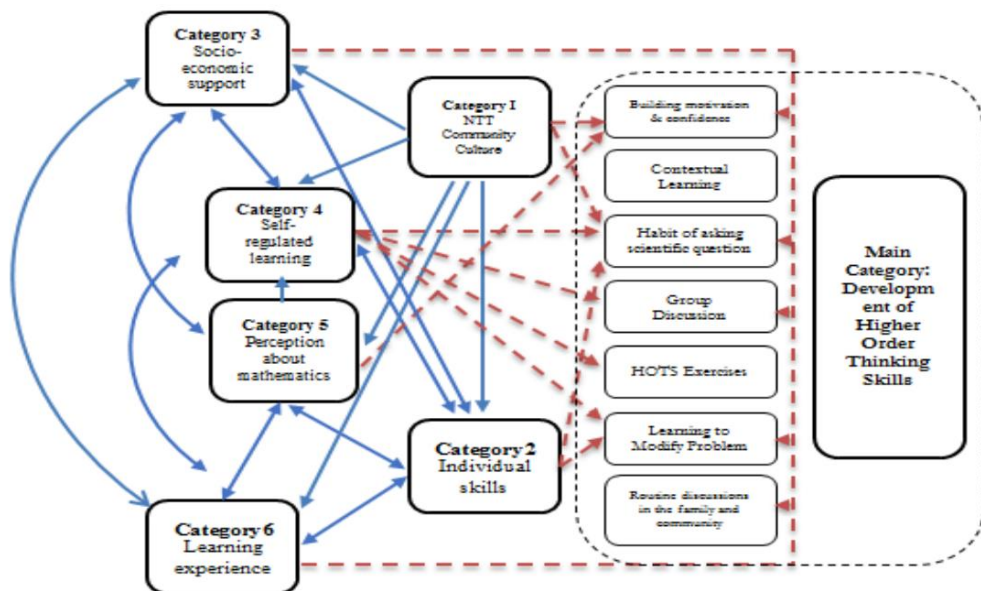 Category 3
Socio-
economic
support
Category 1
NTT
Community
Culture
Category 4
Self-
regulated
learning
Category 5
Perception
about
mathematics
Category 2
Individual
skills
Category 6
Learning
experience
Building motivation
& confidence
Contextual
Learning
Habit of asking
scientific question
Group
Discussion
HOTS Exercises
Learning to
Modify Problem
Routine discussions
in the family and
community
Main
Category:
Developm
ent of
Higher
Order
Thinking
Skills